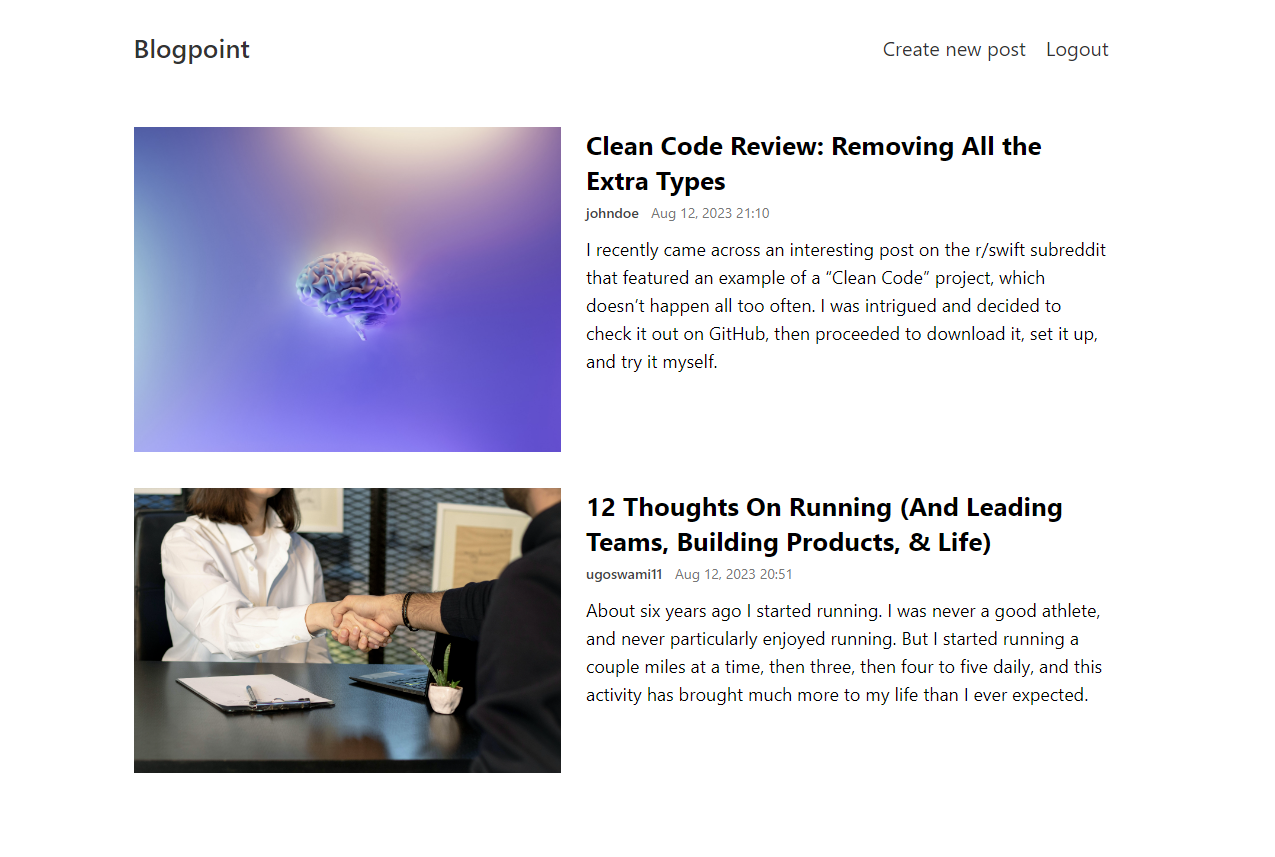 Blogpoint
Create new post Logout
Clean Code Review: Removing All the
Extra Types
johndoe Aug 12, 2023 21:10
I recently came across an interesting post on the r/swift subreddit
that featured an example of a “Clean Code” project, which
doesn’t happen all too often. I was intrigued and decided to
check it out on GitHub, then proceeded to download it, set it up,
and try it myself.
12 Thoughts On Running (And Leading
Teams, Building Products, & Life)
ugoswami11 Aug 12, 2023 20:51
About six years ago I started running. I was never a good athlete,
and never particularly enjoyed running. But I started running a
couple miles at a time, then three, then four to five daily, and this
activity has brought much more to my life than I ever expected.